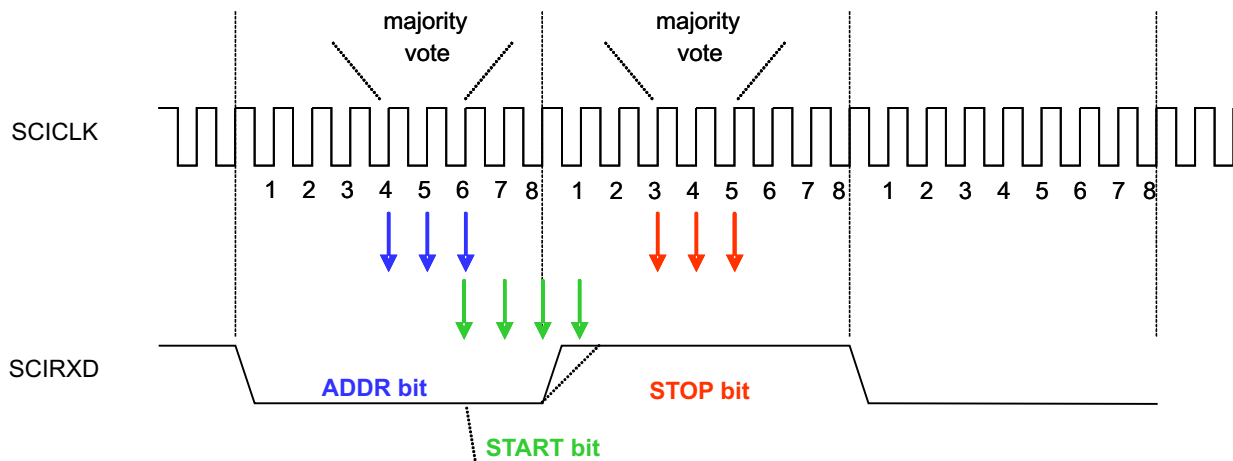 majority
vote
majority
vote
SCICLK
1 2 3 4 5 6 7 8 1 2 3 4 5 6 7 8 1 2 3 4 5 6 7 8
SCIRXD
ADDR bit
STOP bit
START bit